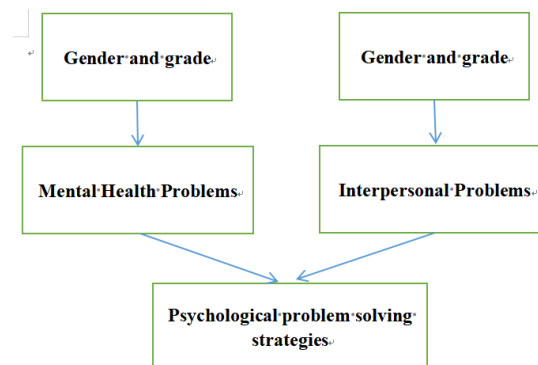 Gender and grade
Gender and grade
Mental Health Problems
Interpersonal Problems
Psychological problem solving
strategies